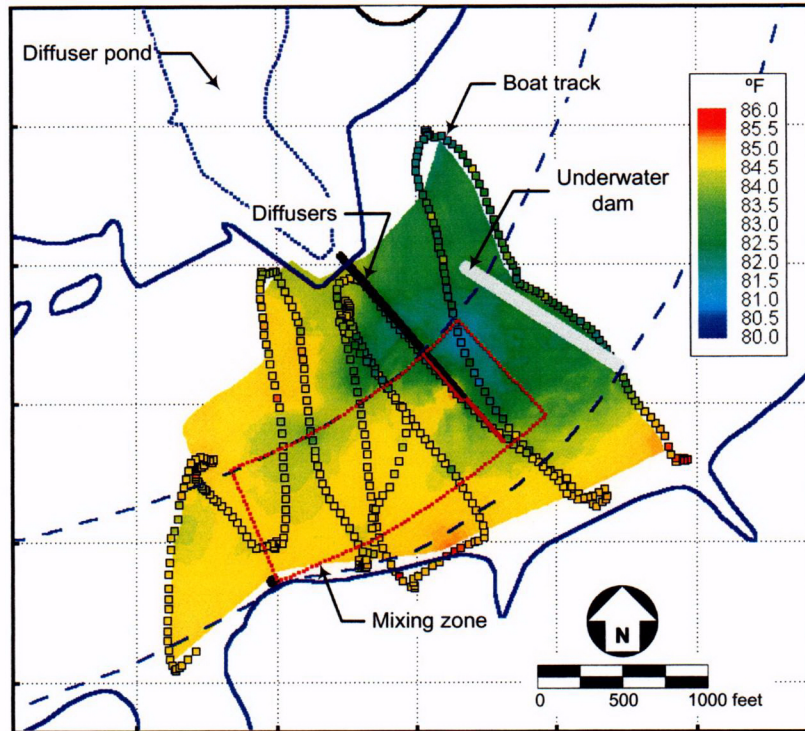 Diffuser pond
Boat track
Underwater
dam
Diffusers
Mixing zone
ºF
86.0
85.5
85.0
84.5
84.0
83.5
83.0
82.5
82.0
81.5
81.0
80.5
80.0
N
0 500 1000 feet